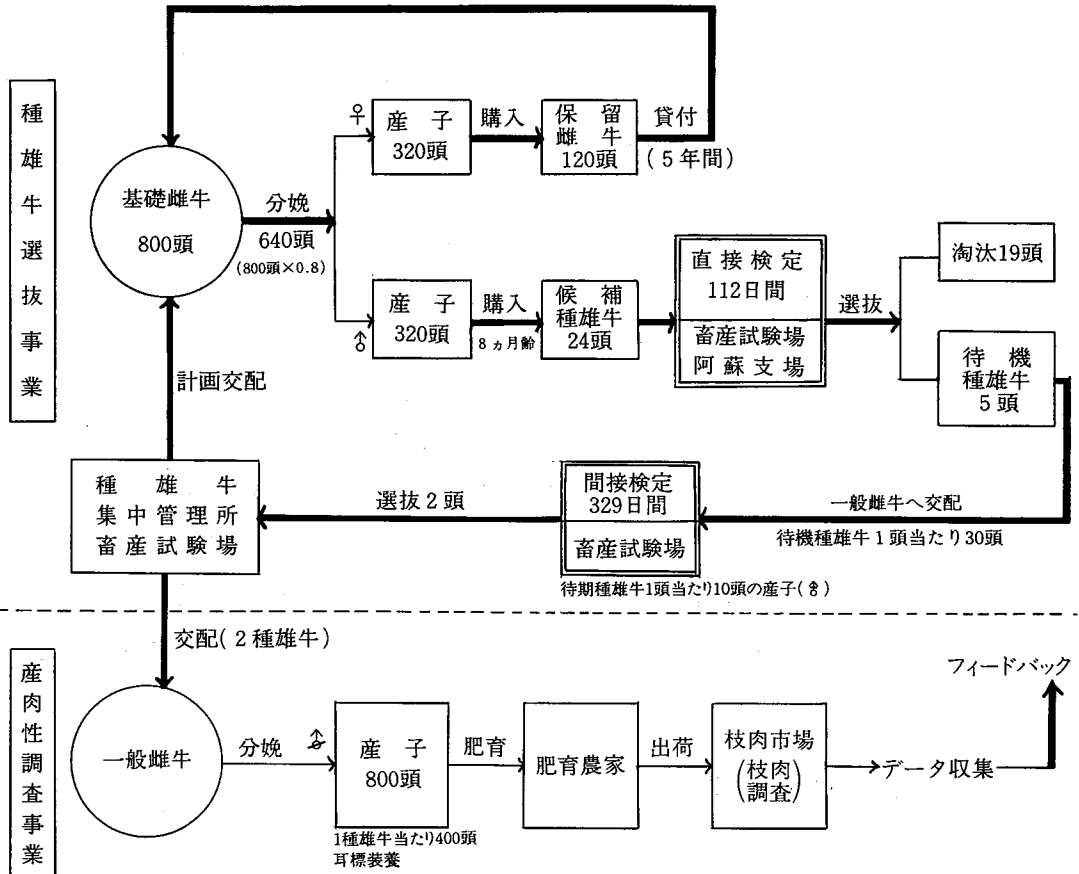 種雄牛選抜事業
基礎雌牛
800頭
分娩
640頭
(800頭×0.8)
♀
産子
320頭
購入
保留
雌牛
120頭
貸付
(5年間)
♂
産子
320頭
購入
8ヵ月齢
候補
種雄牛
24頭
直接検定
112日間
畜産試験場
阿蘇支場
選抜
淘汰19頭
待機
種雄牛
5頭
計画交配
種雄牛
集中管理所
畜産試験場
選抜2頭
間接検定
329日間
畜産試験場
一般雌牛へ交配
待機種雄牛1頭当たり30頭
待期種雄牛1頭当たり10頭の産子(♂)
交配(2種雄牛)
産肉性調査事業
一般雌牛
分娩
産子
800頭
1種雄牛当たり400頭
耳標装養
肥育
肥育農家
出荷
枝肉市場
(枝肉
調査)
データ収集
フィードバック